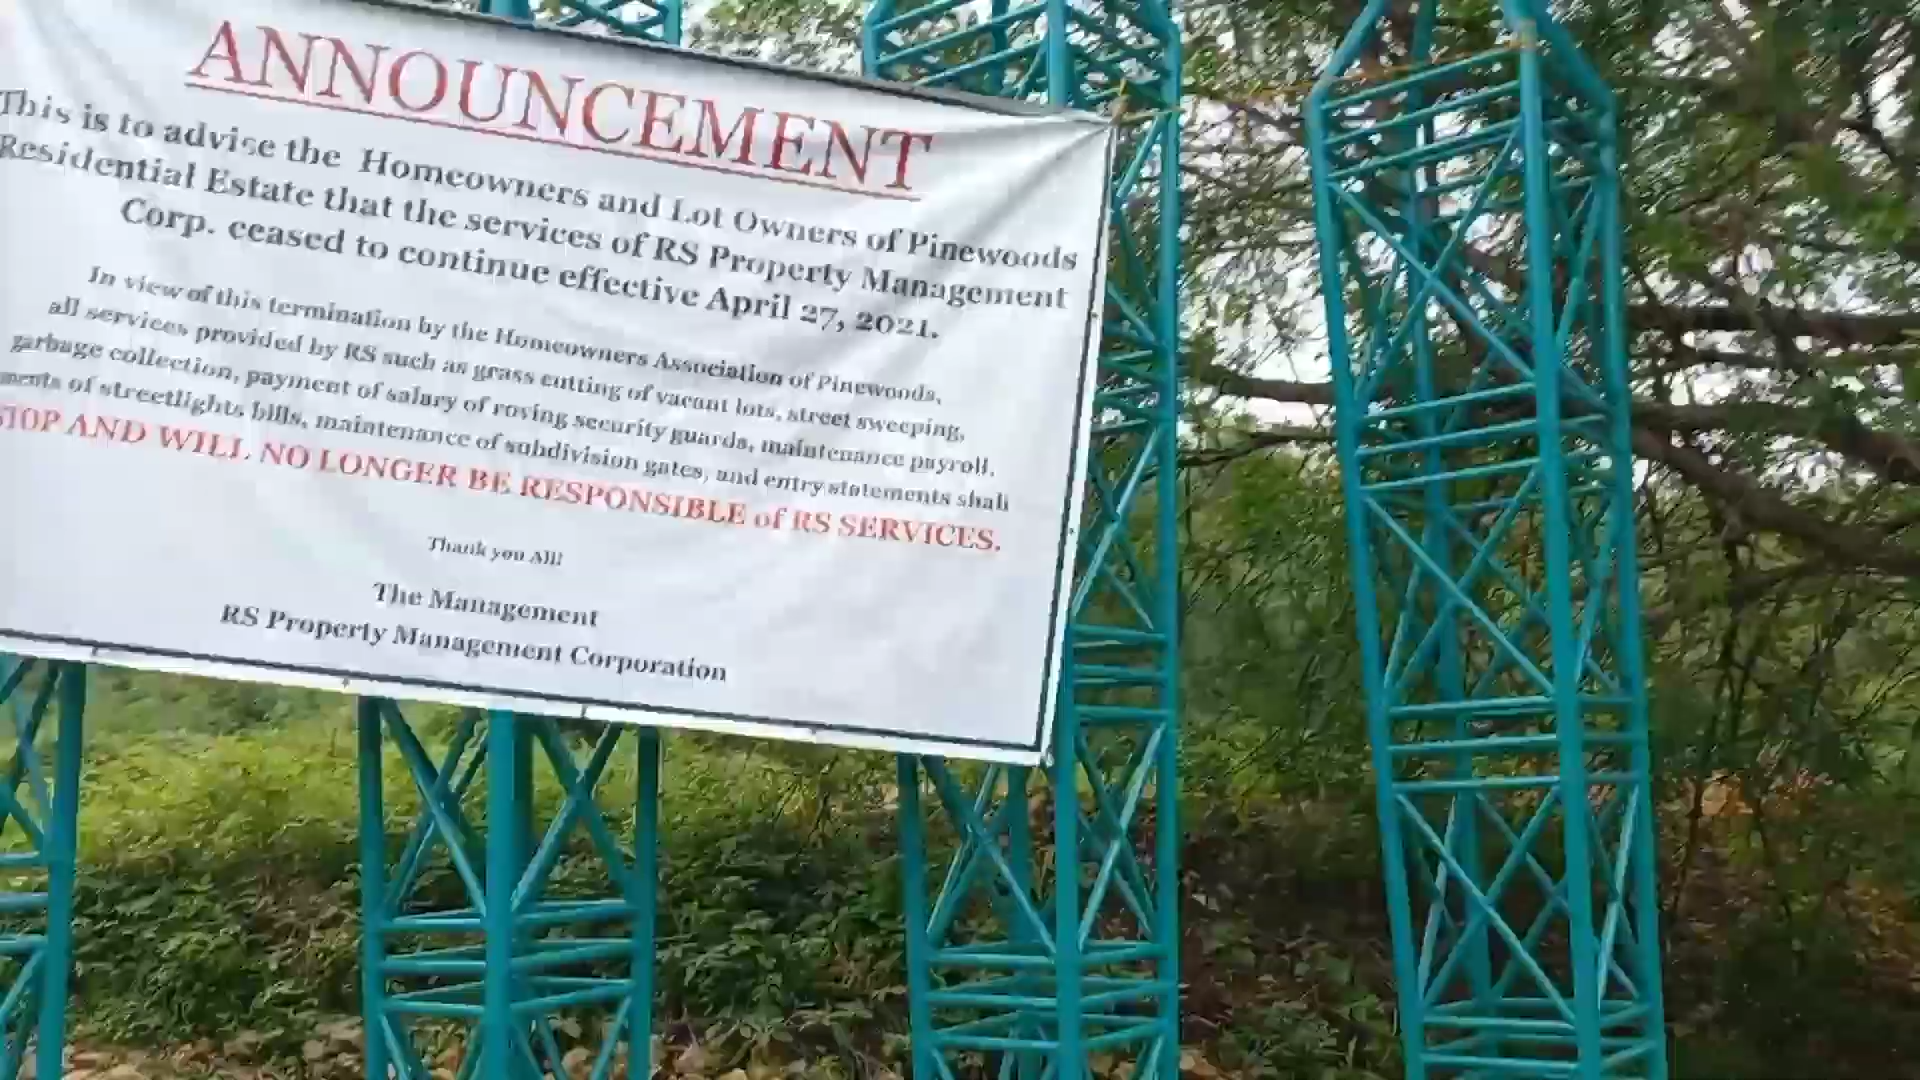 ANNOUNCEMENT
This is to advise the Homeowners and Lot Owners of Pinewoods
Residential Estate that the services of RS Property Management
Corp. ceased to continue effective April 27, 2021.
In view of this termination by the Homeowners Association of Pinewoods,
all services provided by RS such as grass cutting of vacant lots, street sweeping,
garbage collection, payment of salary of roving security guards, maintenance payroll.
of streetlights bills, maintenance of subdivision gates, and entry statements shall
STOP AND WILL NO LONGER BE RESPONSIBLE of RS SERVICES.
Thank you All!
The Management
RS Property Management Corporation